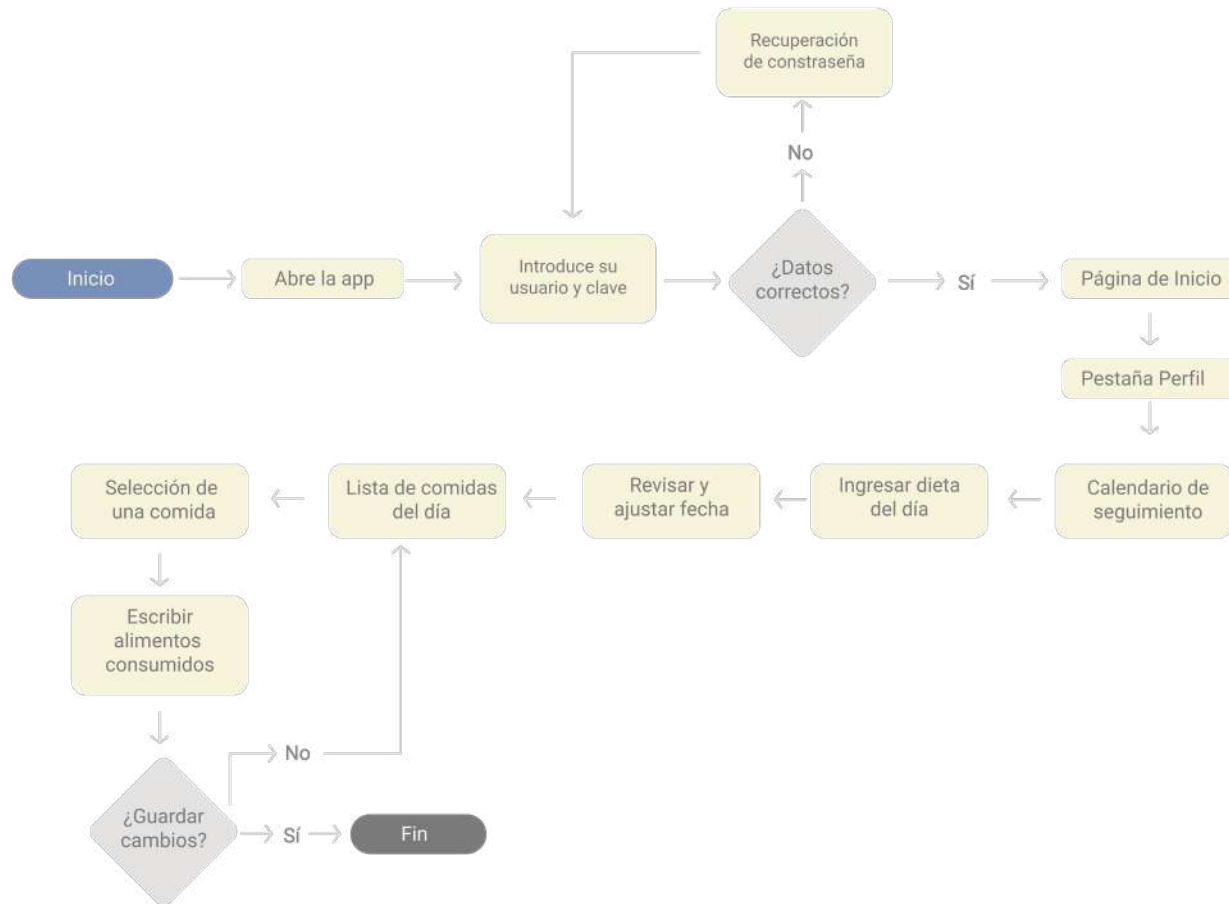 Recuperación
de constraseña
No
Inicio
Abre la app
Introduce su
usuario y clave
¿Datos
correctos?
Sí
Página de Inicio
Pestaña Perfil
Calendario de
seguimiento
Ingresar dieta
del día
Revisar y
ajustar fecha
Lista de comidas
del día
Selección de
una comida
Escribir
alimentos
consumidos
¿Guardar
cambios?
No
Sí
Fin